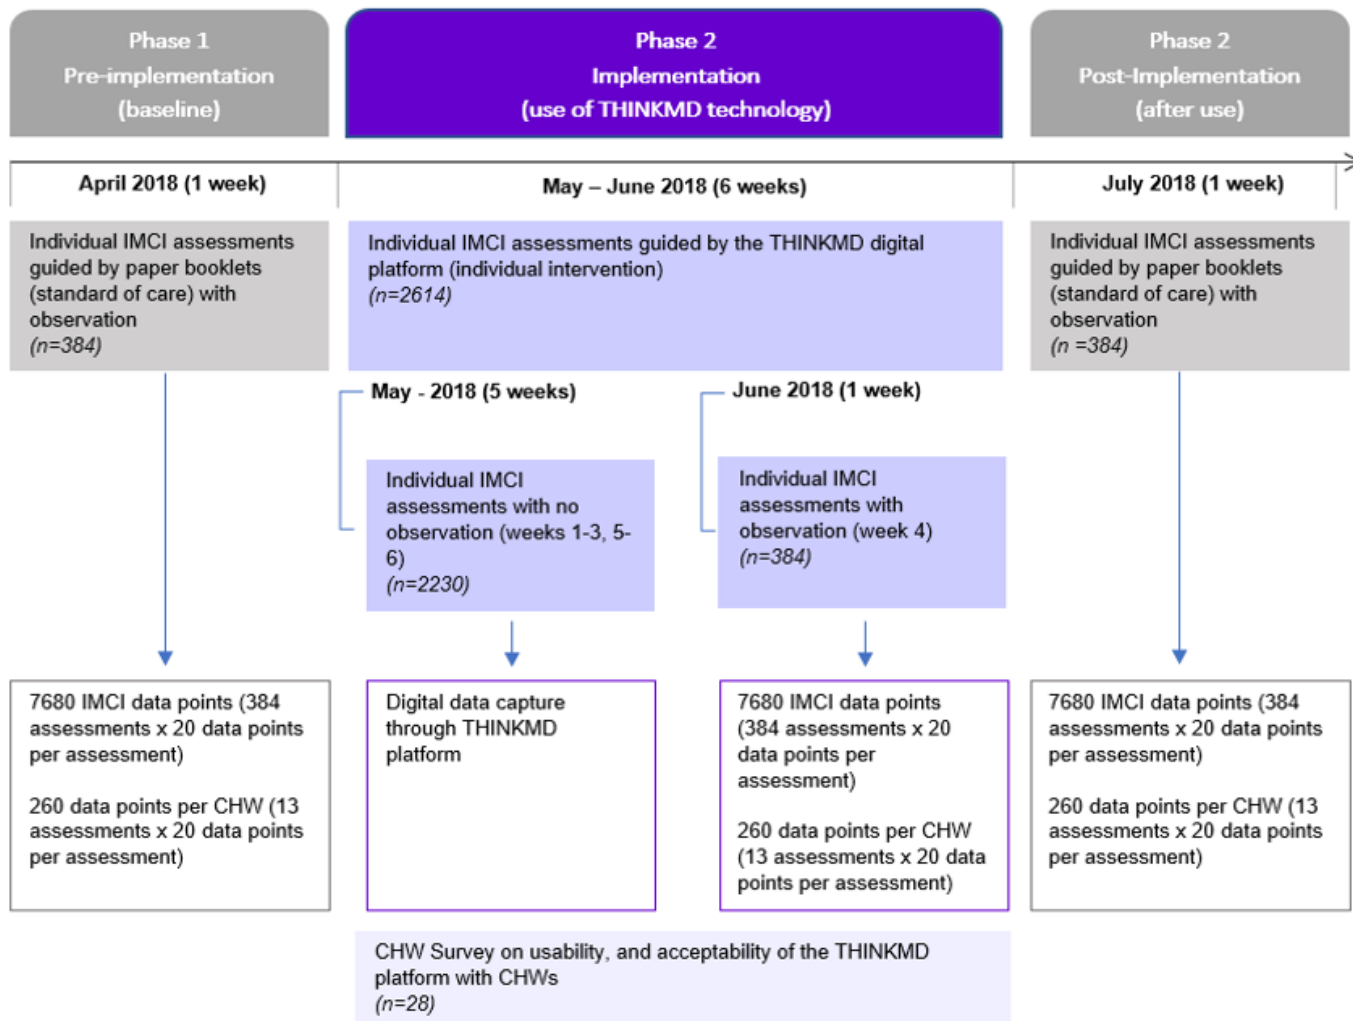 Phase 1
Pre-implementation
(baseline)
Phase 2
Implementation
(use of THINKMD technology)
Phase 2
Post-Implementation
(after use)
April 2018 (1 week)
May – June 2018 (6 weeks)
July 2018 (1 week)
Individual IMCI assessments
guided by paper booklets
(standard of care) with
observation
(n=384)
Individual IMCI assessments guided by the THINKMD digital
platform (individual intervention)
(n=2614)
Individual IMCI assessments
guided by paper booklets
(standard of care) with
observation
(n =384)
May - 2018 (5 weeks)
June 2018 (1 week)
Individual IMCI
assessments with no
observation (weeks 1-3, 5-
6)
(n=2230)
Individual IMCI
assessments with
observation (week 4)
(n=384)
7680 IMCI data points (384
assessments x 20 data points
per assessment)
260 data points per CHW (13
assessments x 20 data points
per assessment)
Digital data capture
through THINKMD
platform
7680 IMCI data points
(384 assessments x 20
data points per
assessment)
260 data points per CHW
(13 assessments x 20 data
points per assessment)
7680 IMCI data points (384
assessments x 20 data points
per assessment)
260 data points per CHW (13
assessments x 20 data points
per assessment)
CHW Survey on usability, and acceptability of the THINKMD
platform with CHWs
(n=28)